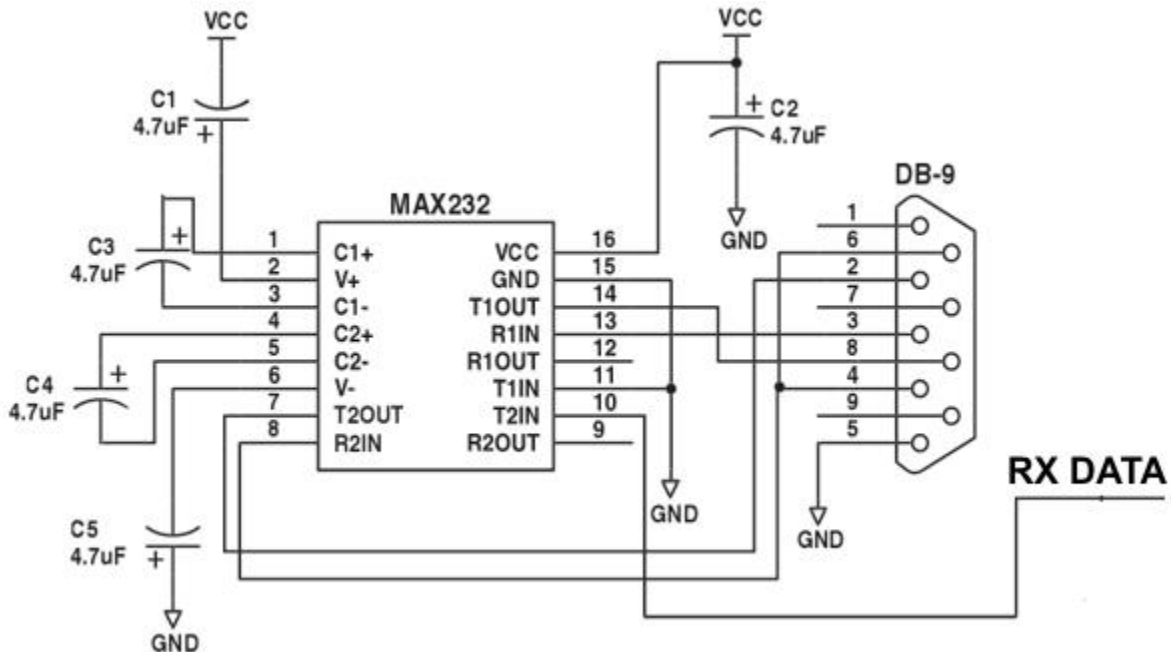 VCC
VCC
C1
4.7uF
+
+
C2
4.7uF
DB-9
MAX232
GND
C3
4.7uF
+
1
2
3
4
5
6
7
8
C1+
V+
C1-
C2+
C2-
V-
T2OUT
R2IN
VCC
GND
T1OUT
R1IN
R1OUT
T1IN
T2IN
R2OUT
16
15
14
13
12
11
10
9
1
6
2
7
3
8
4
9
5
C4
4.7uF
+
RX DATA
GND
GND
C5
4.7uF
+
GND